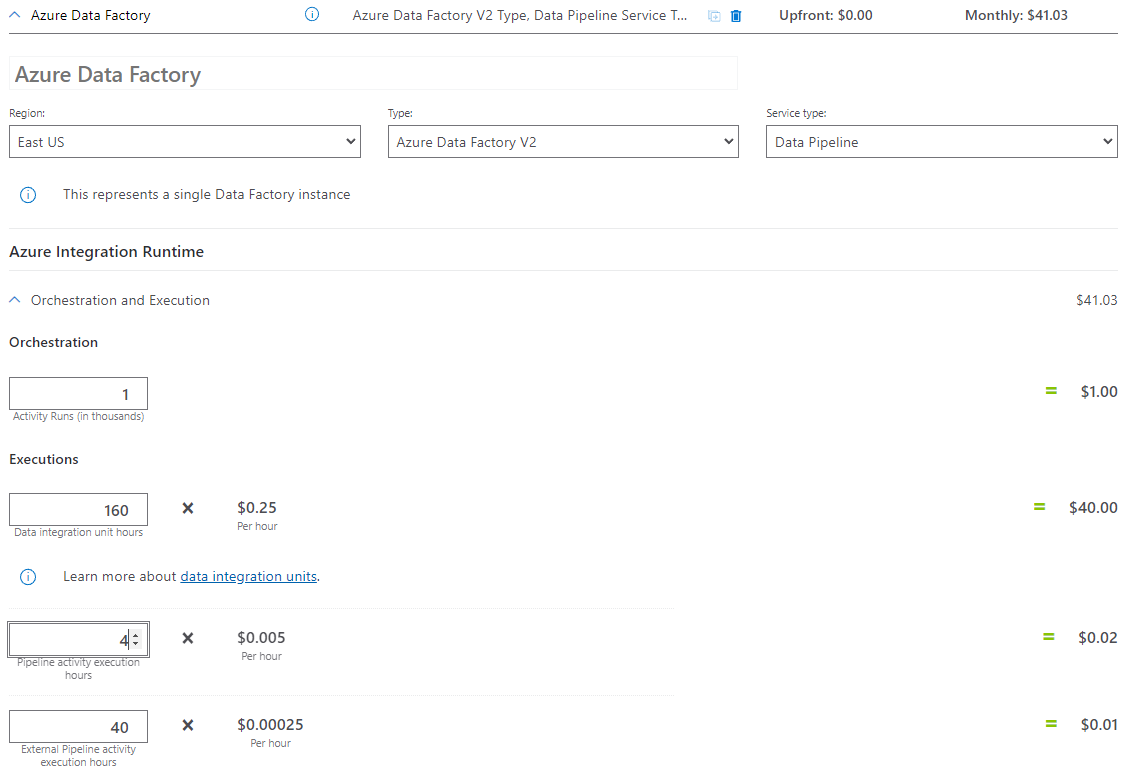 Azure Data Factory Azure Data Factory V2 Type, Data Pipeline Service T... Upfront: $0.00 Monthly: $41.03
Azure Data Factory
Region: Type: Service type:
East US Azure Data Factory V2 Data Pipeline
This represents a single Data Factory instance
Azure Integration Runtime
Orchestration and Execution $41.03
Orchestration
1 = $1.00
Activity Runs (in thousands)
Executions
160 × $0.25 = $40.00
Data integration unit hours Per hour
Learn more about data integration units.
4 × $0.005 = $0.02
Pipeline activity execution Per hour
hours
40 × $0.00025 = $0.01
External Pipeline activity Per hour
execution hours